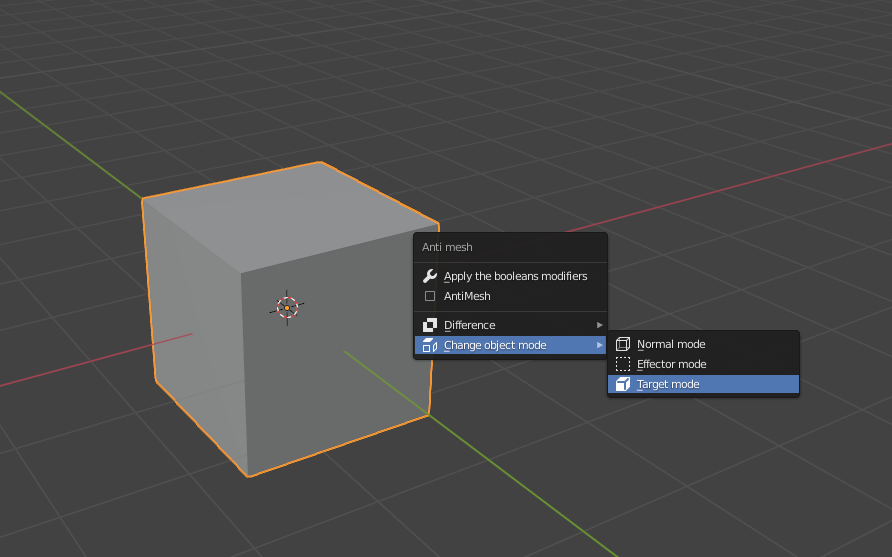 Anti mesh
Apply the booleans modifiers
AntiMesh
Difference
Change object mode
Normal mode
Effector mode
Target mode